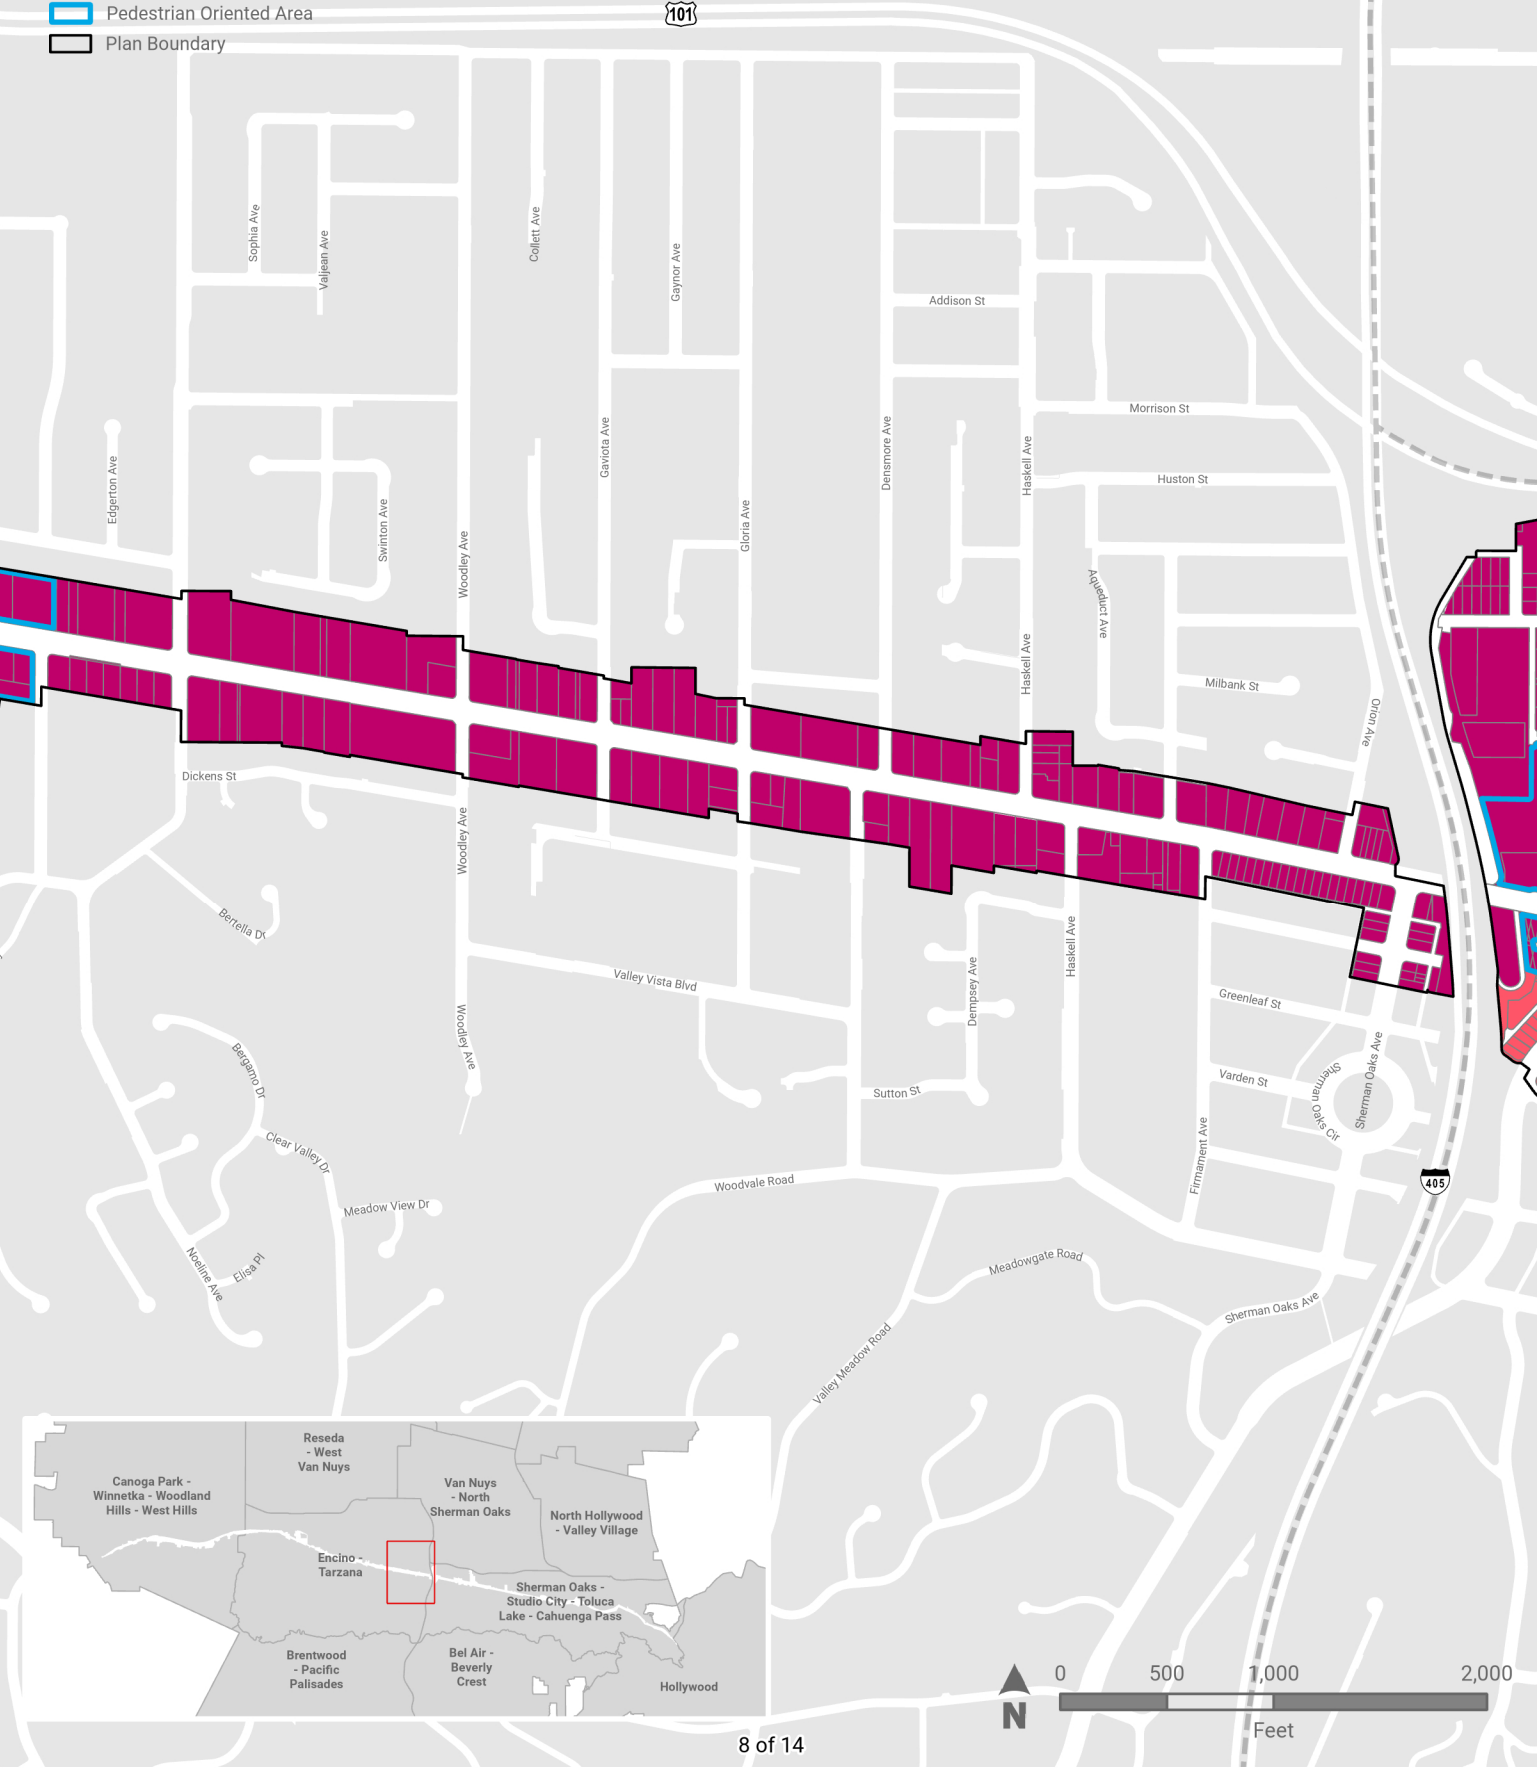 Pedestrian Oriented Area
Plan Boundary
101
Sophia Ave
Valjean Ave
Collett Ave
Gaynor Ave
Addison St
Morrison St
Edgerton Ave
Swinton Ave
Woodley Ave
Gaviota Ave
Gloria Ave
Densmore Ave
Haskell Ave
Huston St
Aqueduct Ave
Haskell Ave
Milbank St
Orion Ave
Dickens St
Woodley Ave
Bertella Dr
Valley Vista Blvd
Woodley Ave
Dempsey Ave
Haskell Ave
Greenleaf St
Bergamo Dr
Sutton St
Varden St
Sherman Oaks Cir
Sherman Oaks Ave
Clear Valley Dr
Firmament Ave
Woodvale Road
405
Meadow View Dr
Noeline Ave
Elisa Pl
Meadowgate Road
Sherman Oaks Ave
Valley Meadow Road
Reseda
- West
Van Nuys
Canoga Park -
Winnetka - Woodland
Hills - West Hills
Van Nuys
- North
Sherman Oaks
North Hollywood
- Valley Village
Encino -
Tarzana
Sherman Oaks -
Studio City - Toluca
Lake - Cahuenga Pass
Brentwood
- Pacific
Palisades
Bel Air -
Beverly
Crest
Hollywood
N
0 500 1,000 2,000
Feet
8 of 14